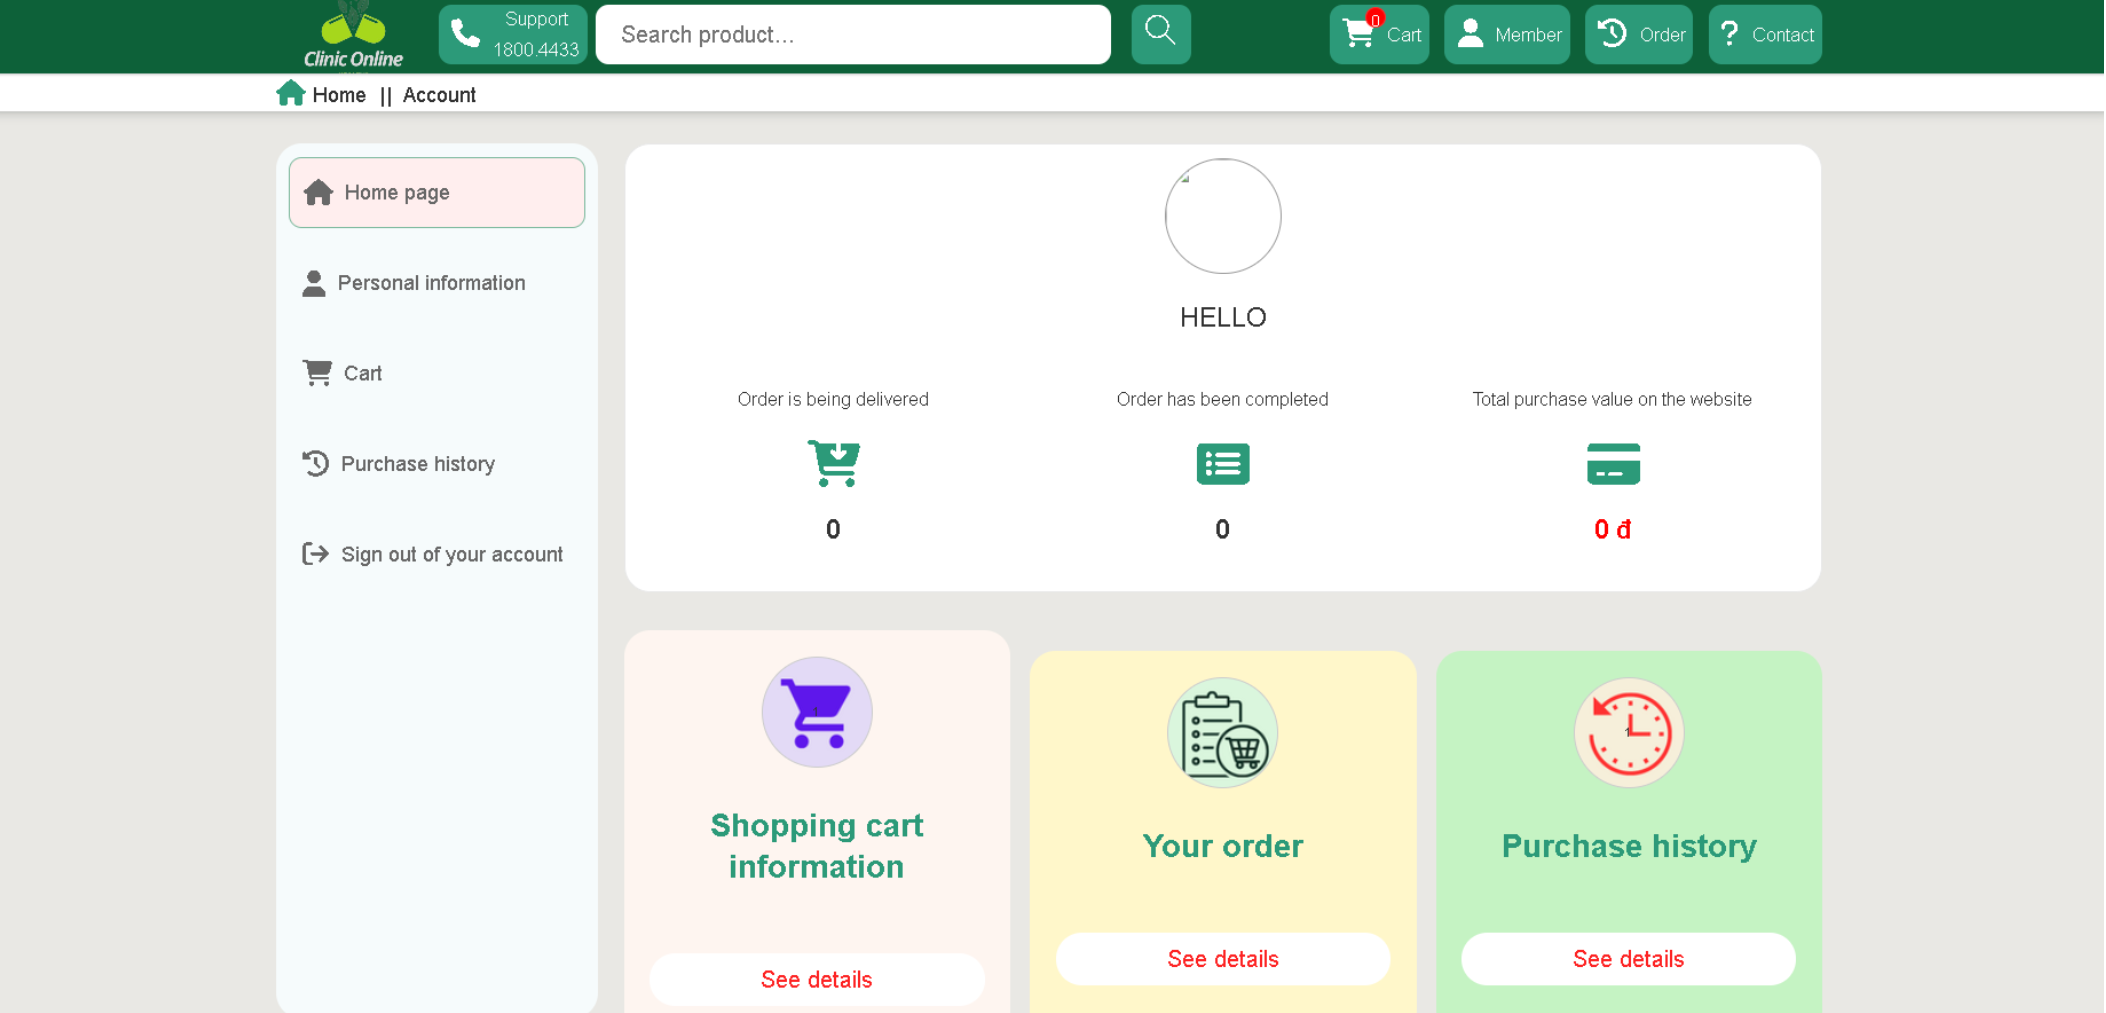 Clinic Online
Support
1800.4433
Search product...
0
Cart
Member
Order
Contact
Home || Account
Home page
Personal information
Cart
Purchase history
Sign out of your account
HELLO
Order is being delivered
0
Order has been completed
0
Total purchase value on the website
0 đ
1
Shopping cart
information
See details
Your order
See details
1
Purchase history
See details